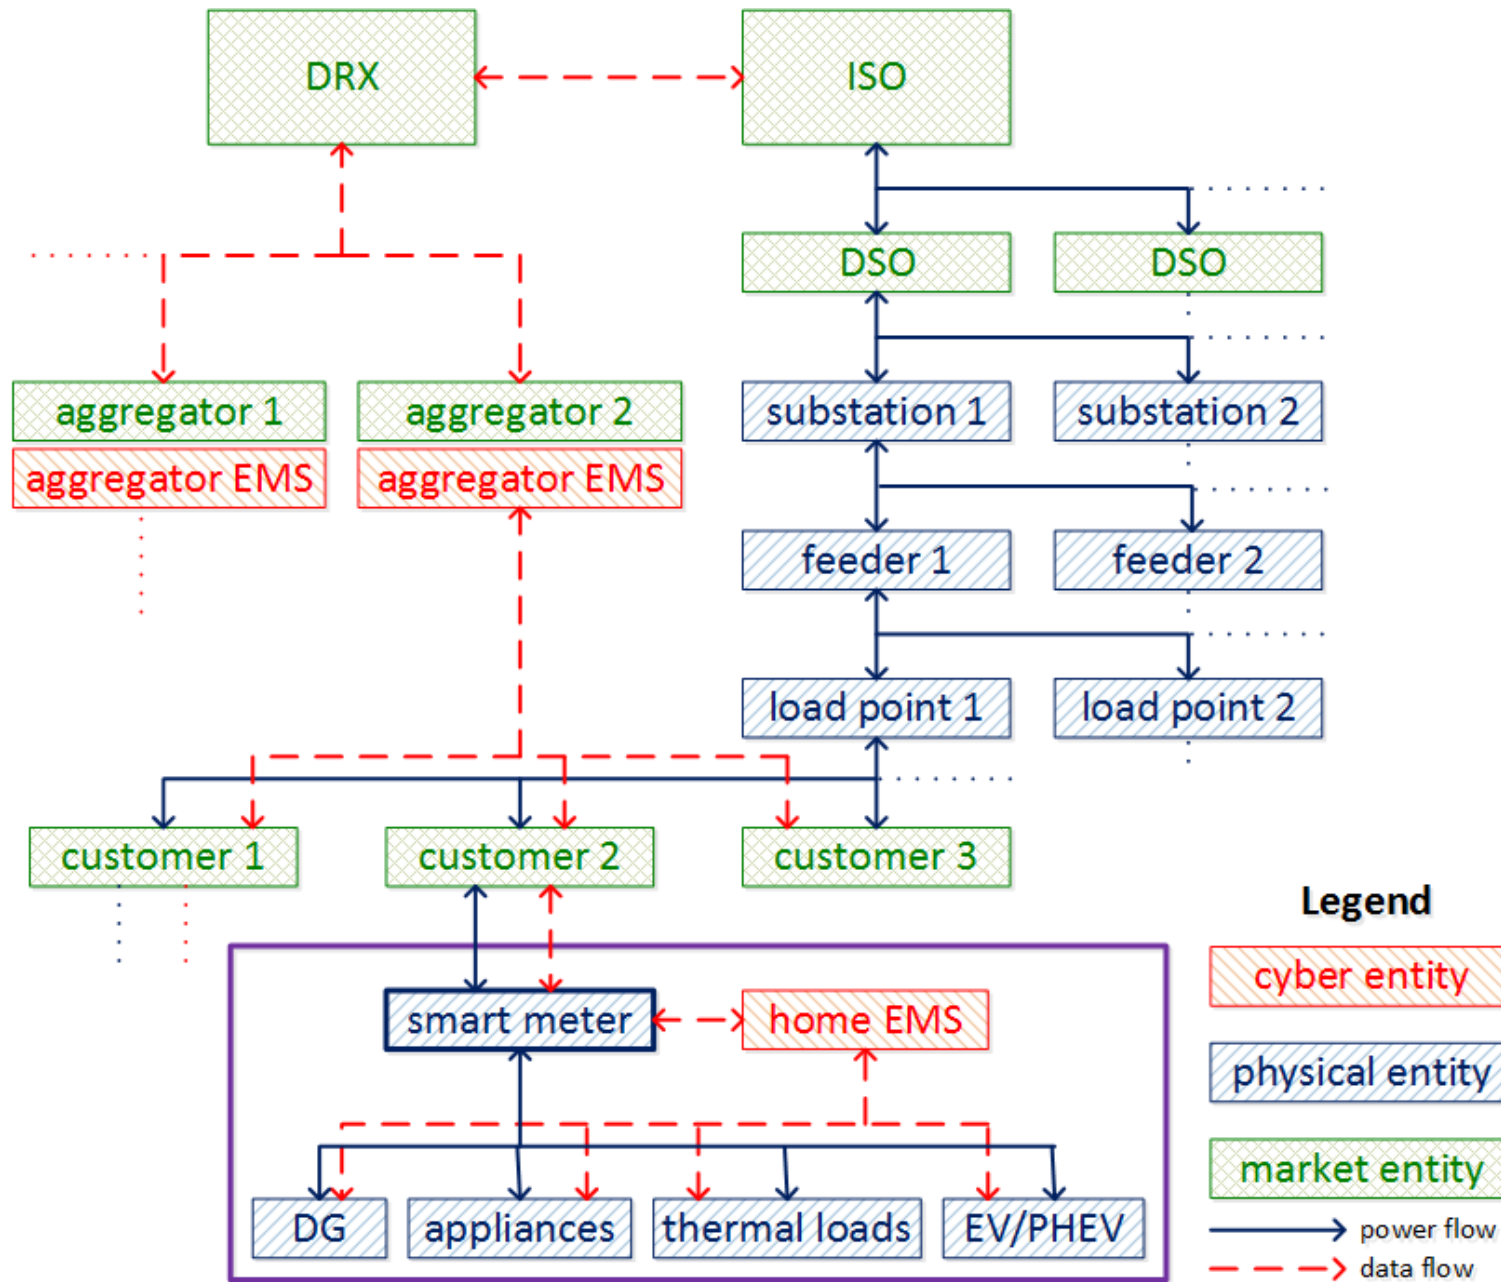 DRX
ISO
DSO
DSO
aggregator 1
aggregator 2
substation 1
substation 2
aggregator EMS
aggregator EMS
feeder 1
feeder 2
load point 1
load point 2
customer 1
customer 2
customer 3
Legend
cyber entity
smart meter
home EMS
physical entity
market entity
DG
appliances
thermal loads
EV/PHEV
power flow
data flow